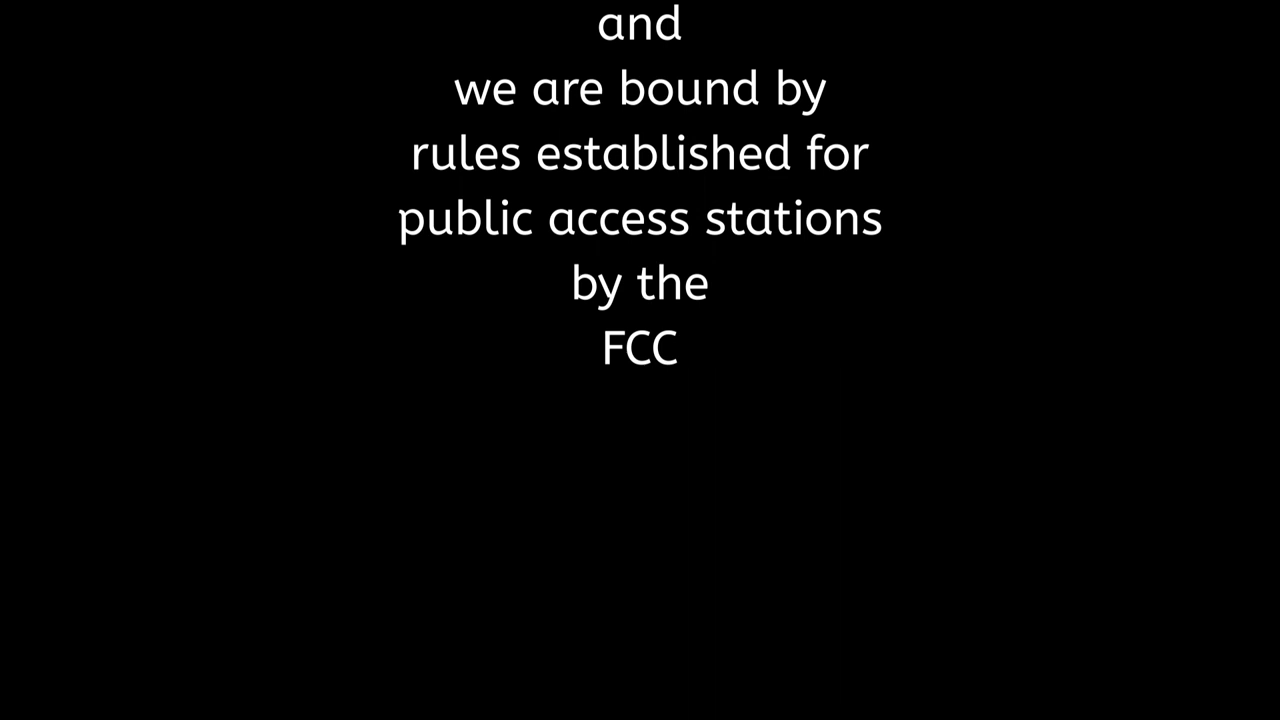 and
we are bound by
rules established for
public access stations
by the
FCC